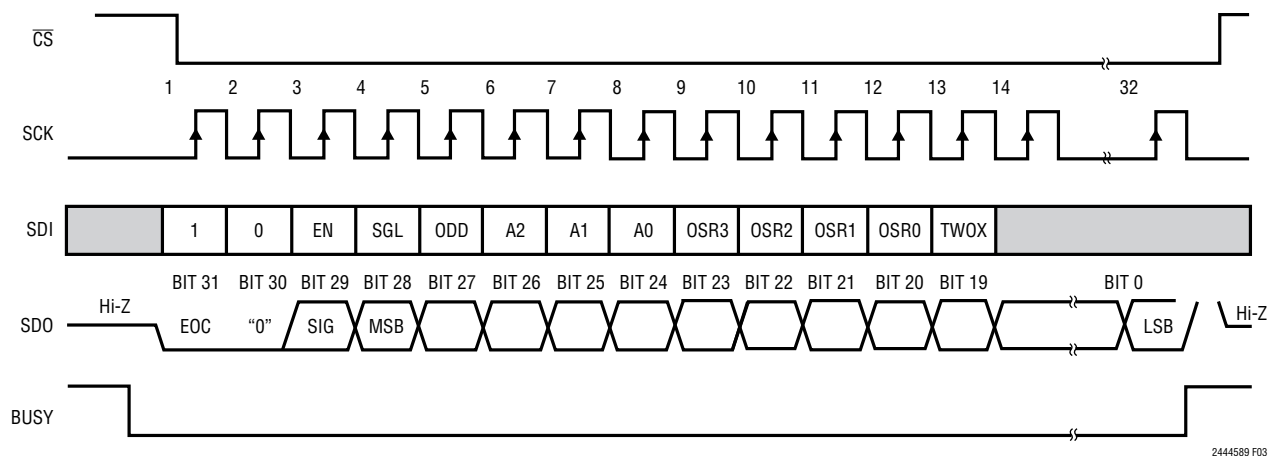 CS
1 2 3 4 5 6 7 8 9 10 11 12 13 14 32
SCK
SDI 1 0 EN SGL ODD A2 A1 A0 OSR3 OSR2 OSR1 OSR0 TWOX
BIT 31 BIT 30 BIT 29 BIT 28 BIT 27 BIT 26 BIT 25 BIT 24 BIT 23 BIT 22 BIT 21 BIT 20 BIT 19 BIT 0
SDO Hi-Z EOC “0” SIG MSB LSB Hi-Z
BUSY
2444589 F03